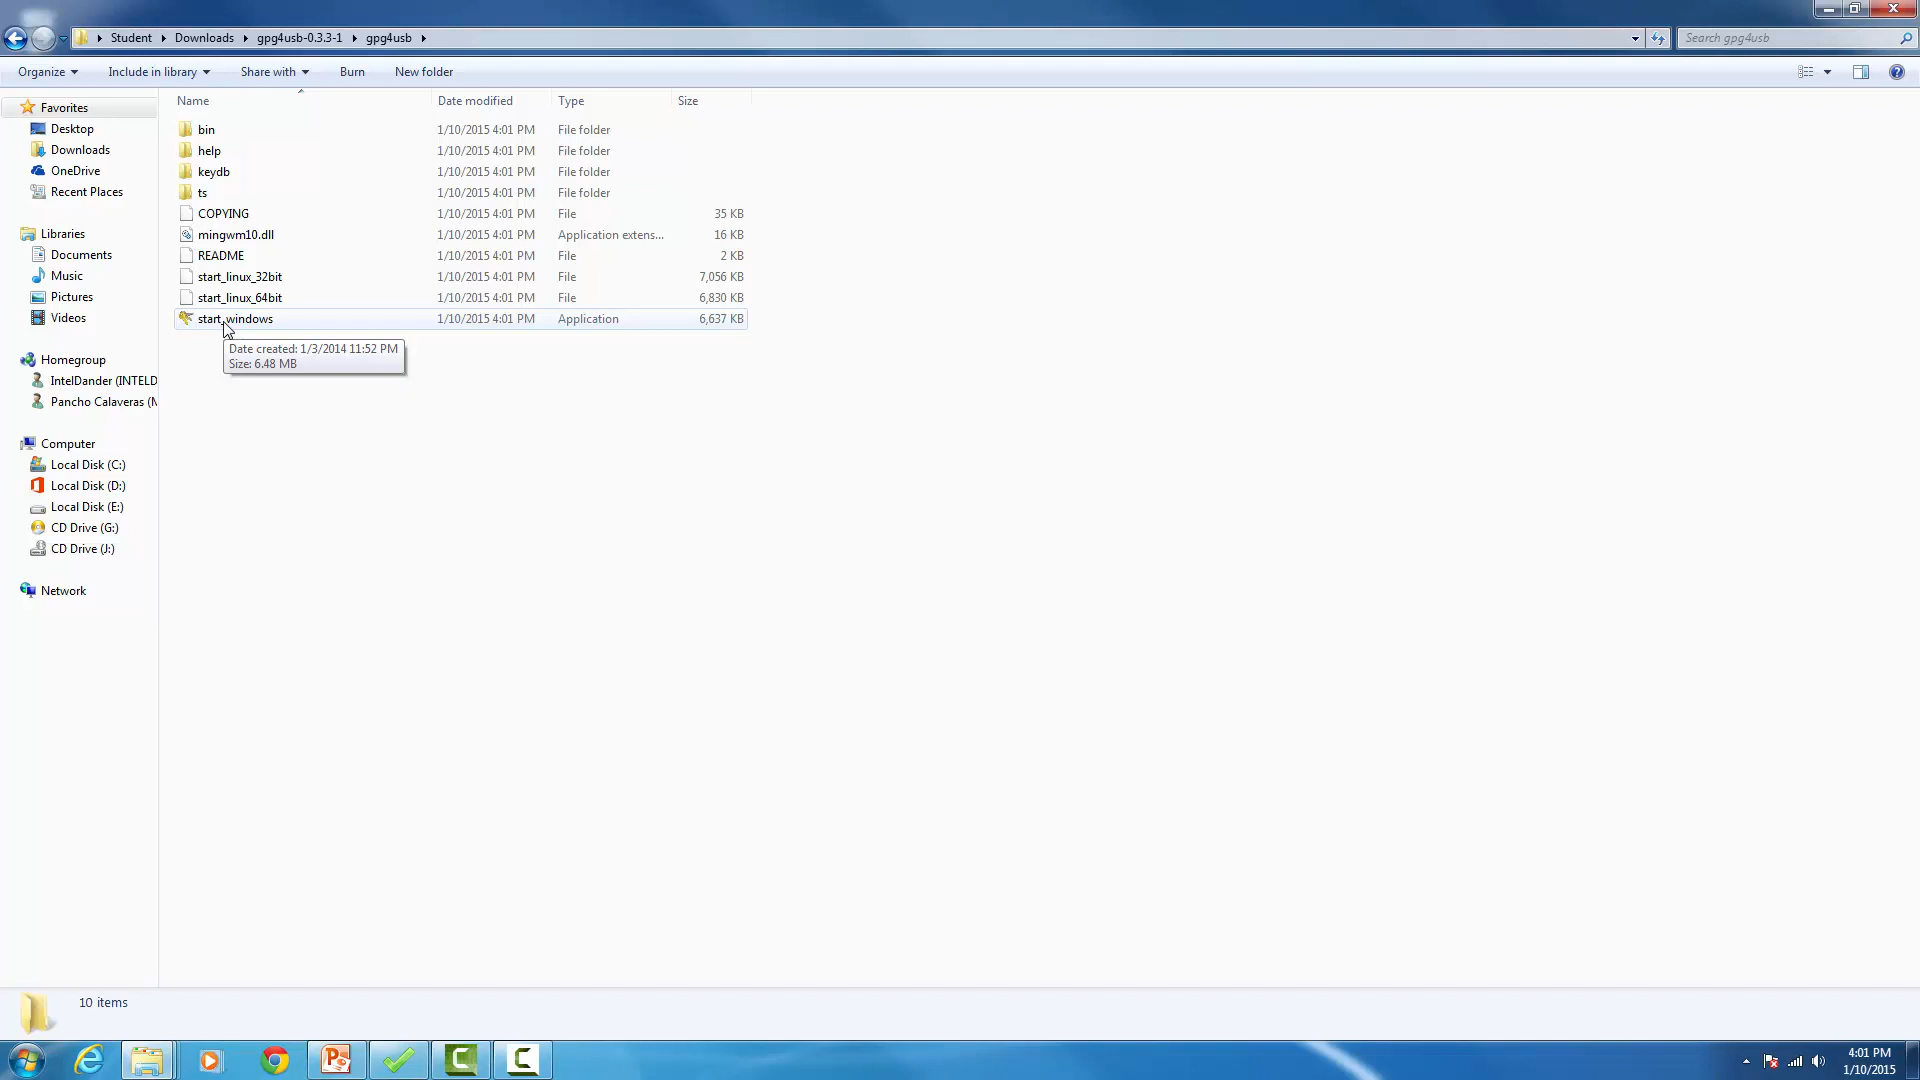 Student Downloads gpg4usb-0.3.3-1 gpg4usb
Search gpg4usb
Organize Include in library Share with Burn New folder
Name Date modified Type Size
Favorites
Desktop
Downloads
OneDrive
Recent Places
Libraries
Documents
Music
Pictures
Videos
Homegroup
IntelDander (INTELD
Pancho Calaveras (M
Computer
Local Disk (C:)
Local Disk (D:)
Local Disk (E:)
CD Drive (G:)
CD Drive (J:)
Network
bin 1/10/2015 4:01 PM File folder
help 1/10/2015 4:01 PM File folder
keydb 1/10/2015 4:01 PM File folder
ts 1/10/2015 4:01 PM File folder
COPYING 1/10/2015 4:01 PM File 35 KB
mingwm10.dll 1/10/2015 4:01 PM Application extens... 16 KB
README 1/10/2015 4:01 PM File 2 KB
start_linux_32bit 1/10/2015 4:01 PM File 7,056 KB
start_linux_64bit 1/10/2015 4:01 PM File 6,830 KB
start_windows 1/10/2015 4:01 PM Application 6,637 KB
Date created: 1/3/2014 11:52 PM
Size: 6.48 MB
10 items
4:01 PM
1/10/2015